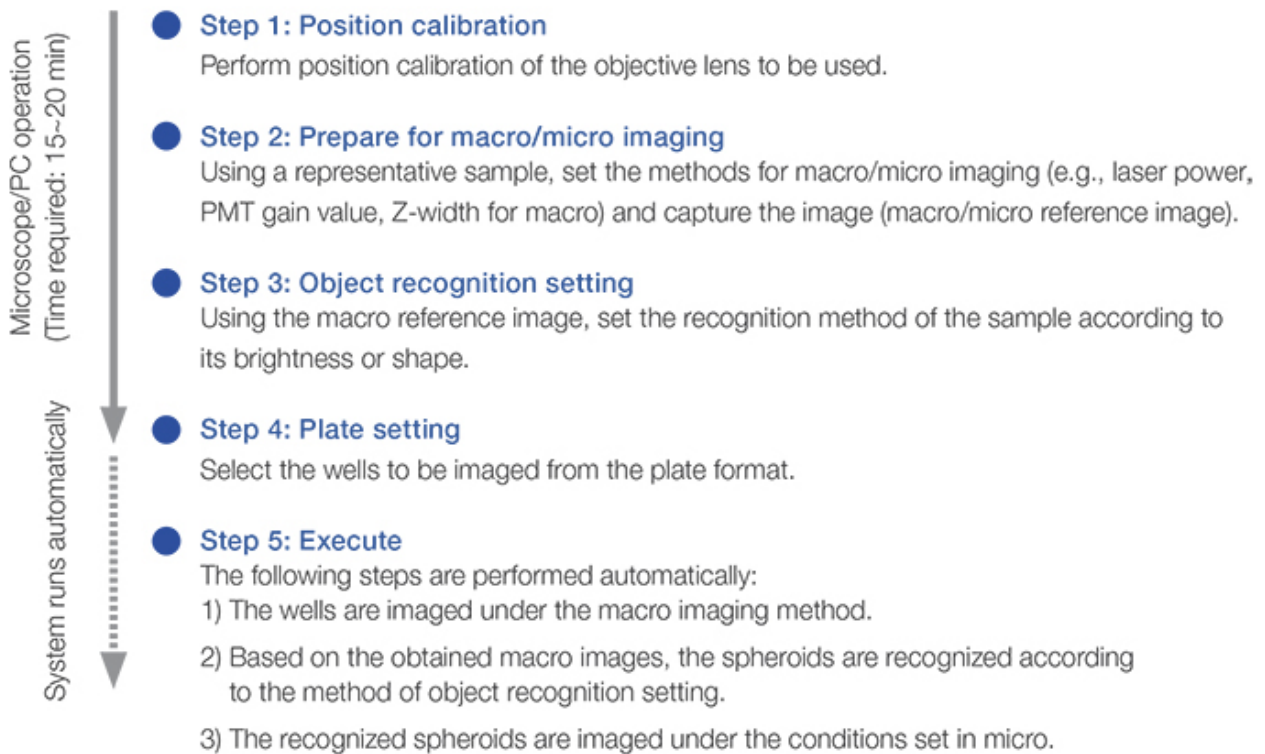 Microscope/PC operation
(Time required: 15~20 min)
System runs automatically
Step 1: Position calibration
Perform position calibration of the objective lens to be used.
Step 2: Prepare for macro/micro imaging
Using a representative sample, set the methods for macro/micro imaging (e.g., laser power,
PMT gain value, Z-width for macro) and capture the image (macro/micro reference image).
Step 3: Object recognition setting
Using the macro reference image, set the recognition method of the sample according to
its brightness or shape.
Step 4: Plate setting
Select the wells to be imaged from the plate format.
Step 5: Execute
The following steps are performed automatically:
1) The wells are imaged under the macro imaging method.
2) Based on the obtained macro images, the spheroids are recognized according
to the method of object recognition setting.
3) The recognized spheroids are imaged under the conditions set in micro.